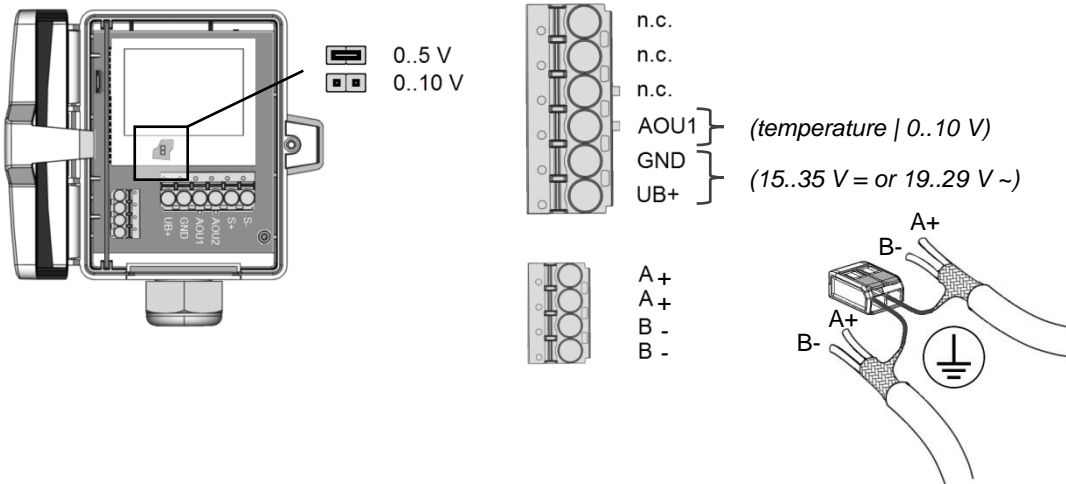 0..5 V
0..10 V
UB+
GND
AOU1
AOU2
S+
S-
n.c.
n.c.
n.c.
AOU1 (temperature | 0..10 V)
GND
UB+
(15..35 V = or 19..29 V ~)
A+
A+
B -
B -
A+
B-
A+
B-